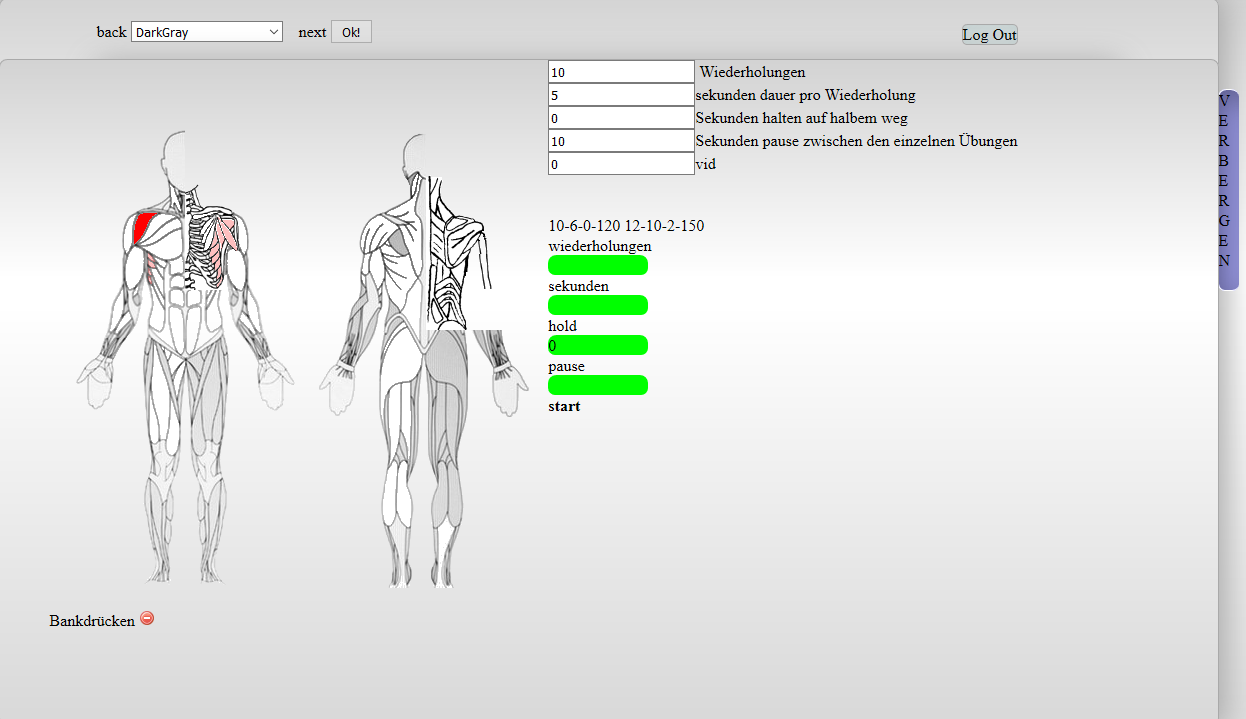 back DarkGray next Ok! Log Out
10 Wiederholungen
5 sekunden dauer pro Wiederholung
0 Sekunden halten auf halbem weg
10 Sekunden pause zwischen den einzelnen Übungen
0 vid
10-6-0-120 12-10-2-150
wiederholungen
sekunden
hold
0
pause
start
Bankdrücken
V
E
R
B
E
R
G
E
N